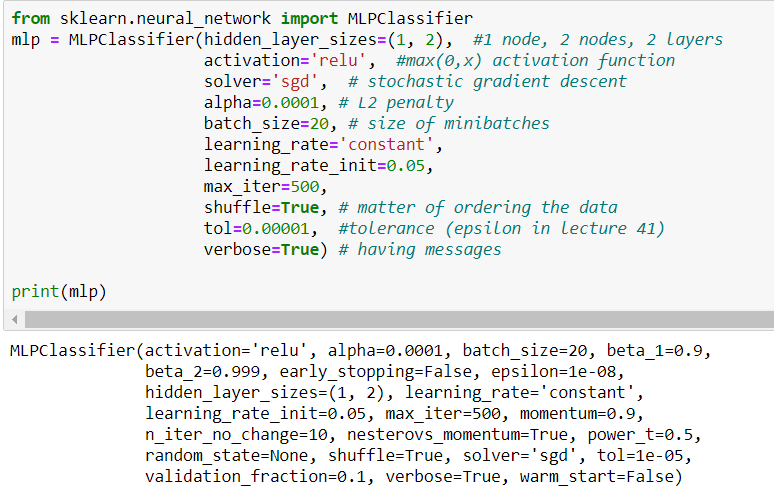 from sklearn.neural_network import MLPClassifier
mlp = MLPClassifier(hidden_layer_sizes=(1, 2),  #1 node, 2 nodes, 2 layers
                    activation='relu',  #max(0,x) activation function
                    solver='sgd',  # stochastic gradient descent
                    alpha=0.0001, # L2 penalty
                    batch_size=20, # size of minibatches
                    learning_rate='constant',
                    learning_rate_init=0.05,
                    max_iter=500,
                    shuffle=True, # matter of ordering the data
                    tol=0.00001,  #tolerance (epsilon in lecture 41)
                    verbose=True) # having messages
print(mlp)
MLPClassifier(activation='relu', alpha=0.0001, batch_size=20, beta_1=0.9,
              beta_2=0.999, early_stopping=False, epsilon=1e-08,
              hidden_layer_sizes=(1, 2), learning_rate='constant',
              learning_rate_init=0.05, max_iter=500, momentum=0.9,
              n_iter_no_change=10, nesterovs_momentum=True, power_t=0.5,
              random_state=None, shuffle=True, solver='sgd', tol=1e-05,
              validation_fraction=0.1, verbose=True, warm_start=False)